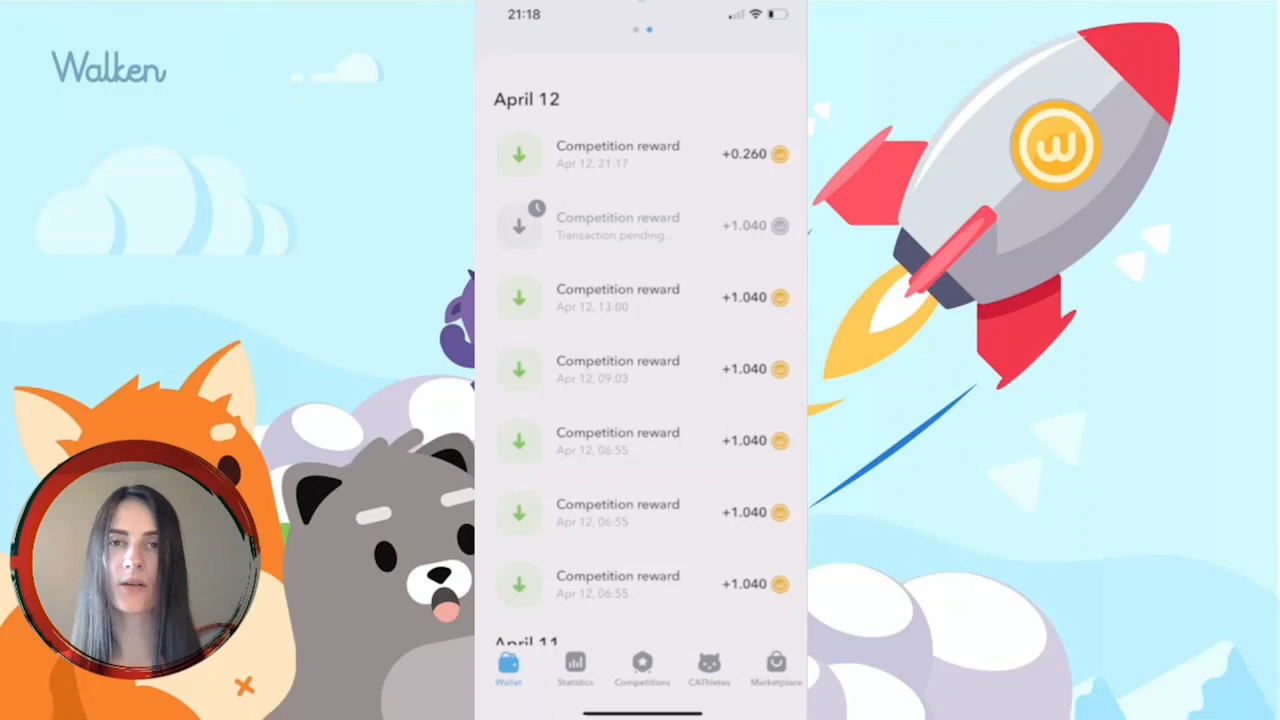 Walken
21:18
April 12
Competition reward
Apr 12, 21:17
+0.260
Competition reward
Transaction pending...
+1.040
Competition reward
Apr 12, 13:00
+1.040
Competition reward
Apr 12, 09:03
+1.040
Competition reward
Apr 12, 06:55
+1.040
Competition reward
Apr 12, 06:55
+1.040
Competition reward
Apr 12, 06:55
+1.040
April 11
Wallet
Statistics
Competitions
CAThletes
Marketplace
w